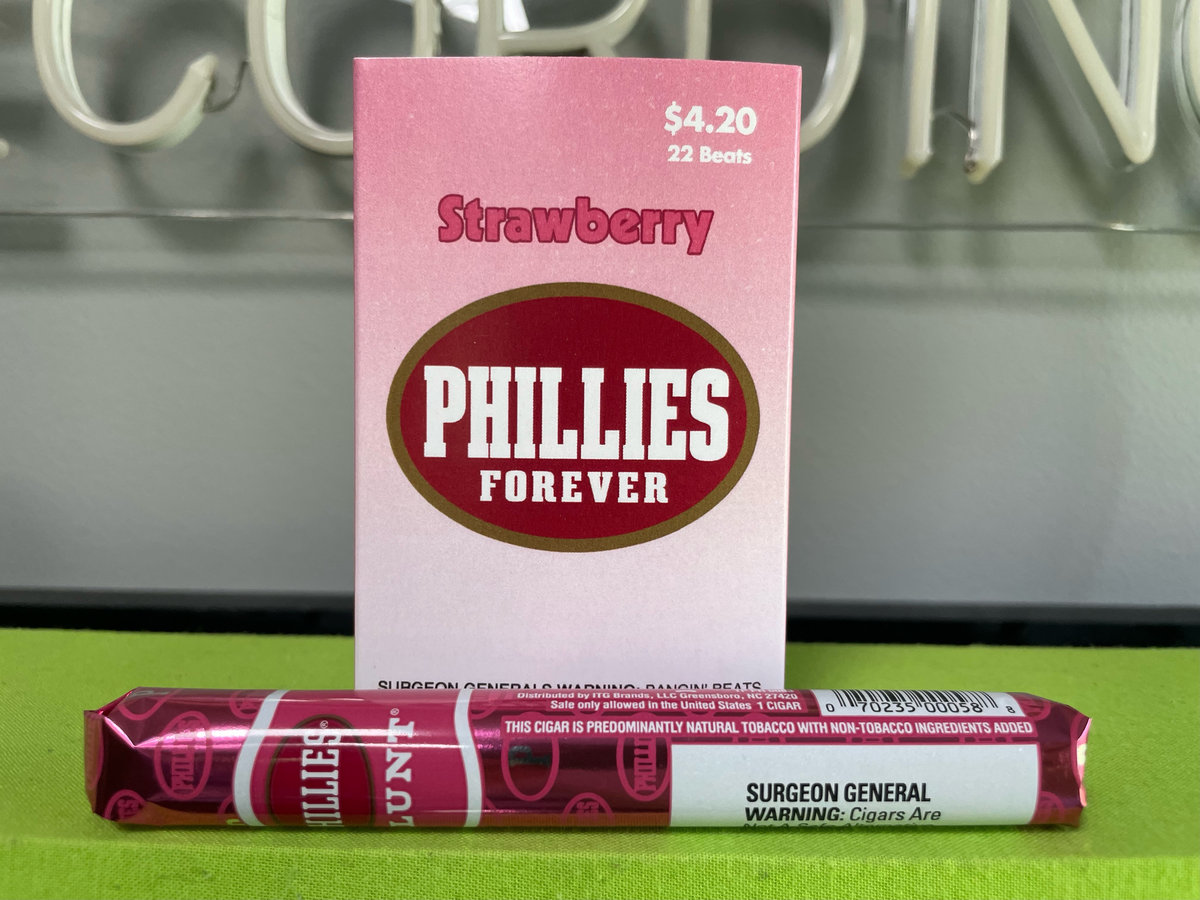 $4.20
22 Beats
Strawberry
PHILLIES
FOREVER
SURGEON GENERALS WARNING: BANGIN' BEATS
Distributed by ITG Brands, LLC Greensboro, NC 27420
Sale only allowed in the United States 1 CIGAR
0 70235 00058 8
THIS CIGAR IS PREDOMINANTLY NATURAL TOBACCO WITH NON-TOBACCO INGREDIENTS ADDED
HILLIES®
LUNT®
SURGEON GENERAL
WARNING: Cigars Are